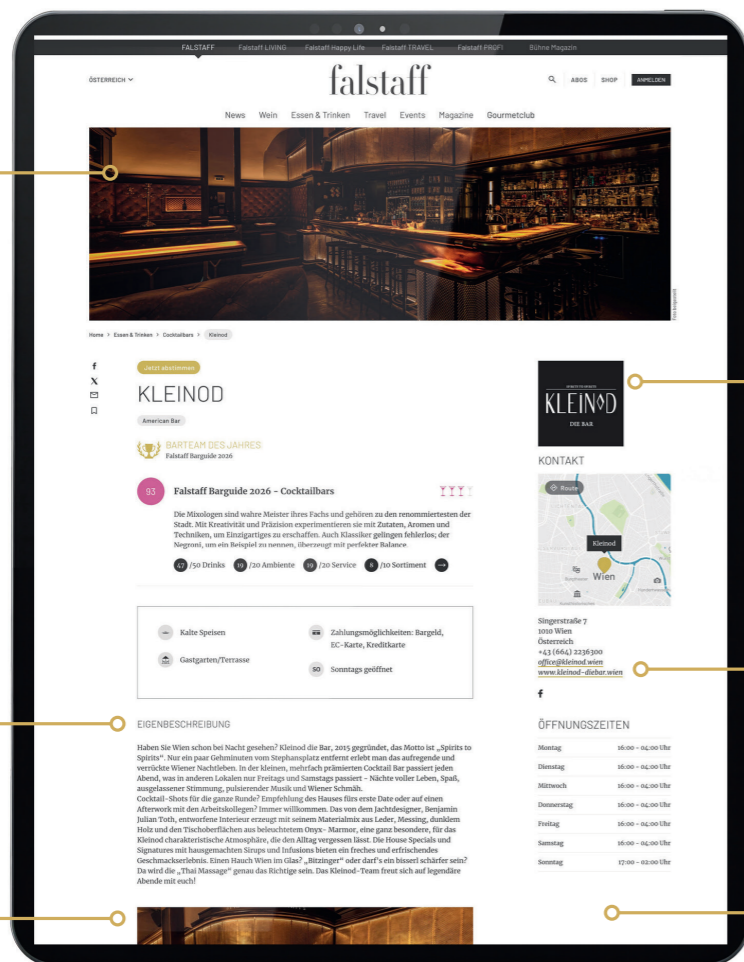 FALSTAFF Falstaff LIVING Falstaff Happy Life Falstaff TRAVEL Falstaff PROFI Bühne Magazin
ÖSTERREICH
falstaff
ABOS SHOP ANMELDEN
News Wein Essen & Trinken Travel Events Magazine Gourmetclub
Home > Essen & Trinken > Cocktailbars > Kleinod
Jetzt abstimmen
KLEINOD
American Bar
BARTEAM DES JAHRES
Falstaff Barguide 2026
93 Falstaff Barguide 2026 – Cocktailbars
Die Mixologen sind wahre Meister ihres Fachs und gehören zu den renommiertesten der
Stadt. Mit Kreativität und Präzision experimentieren sie mit Zutaten, Aromen und
Techniken, um Einzigartiges zu erschaffen. Auch Klassiker gelingen fehlerlos; der
Negroni, um ein Beispiel zu nennen, überzeugt mit perfekter Balance.
47 /50 Drinks 19 /20 Ambiente 19 /20 Service 8 /10 Sortiment
Kalte Speisen
Gastgarten/Terrasse
Zahlungsmöglichkeiten: Bargeld,
EC-Karte, Kreditkarte
SO Sonntags geöffnet
EIGENBESCHREIBUNG
Haben Sie Wien schon bei Nacht gesehen? Kleinod die Bar, 2015 gegründet, das Motto ist „Spirits to
Spirits“. Nur ein paar Gehminuten vom Stephansplatz entfernt erlebt man das aufregende und
verrückte Wiener Nachtleben. In der kleinen, mehrfach prämierten Cocktail Bar passiert jeden
Abend, was in anderen Lokalen nur Freitags und Samstags passiert - Nächte voller Leben, Spaß,
ausgelassener Stimmung, pulsierender Musik und Wiener Schmäh.
Cocktail-Shots für die ganze Runde? Empfehlung des Hauses fürs erste Date oder auf einen
Afterwork mit den Arbeitskollegen? Immer willkommen. Das von dem Jachtdesigner, Benjamin
Julian Toth, entworfene Interieur erzeugt mit seinem Materialmix aus Leder, Messing, dunklem
Holz und den Tischoberflächen aus beleuchtetem Onyx- Marmor, eine ganz besondere, für das
Kleinod charakteristische Atmosphäre, die den Alltag vergessen lässt. Die House Specials und
Signatures mit hausgemachten Sirups und Infusions bieten ein freches und erfrischendes
Geschmackserlebnis. Einen Hauch Wien im Glas? „Bitzinger“ oder darf’s ein bisserl schärfer sein?
Da wird die „Thai Massage“ genau das Richtige sein. Das Kleinod-Team freut sich auf legendäre
Abende mit euch!
KLEINOD
DIE BAR
KONTAKT
Route
Kleinod
Wien
Singerstraße 7
1010 Wien
Österreich
+43 (664) 2236300
office@kleinod.wien
www.kleinod-diebar.wien
ÖFFNUNGSZEITEN
Montag 16:00 - 04:00 Uhr
Dienstag 16:00 - 04:00 Uhr
Mittwoch 16:00 - 04:00 Uhr
Donnerstag 16:00 - 04:00 Uhr
Freitag 16:00 - 04:00 Uhr
Samstag 16:00 - 04:00 Uhr
Sonntag 17:00 - 02:00 Uhr